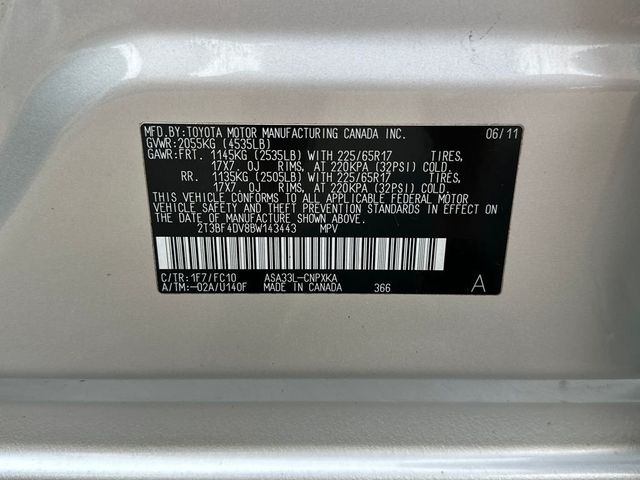 MFD.BY:TOYOTA MOTOR MANUFACTURING CANADA INC. 06/11
GVWR:2055KG (4535LB)
GAWR:FRT. 1145KG (2535LB) WITH 225/65R17 TIRES,
17X7. 0J RIMS, AT 220KPA (32PSI) COLD.
RR. 1135KG (2505LB) WITH 225/65R17 TIRES,
17X7. 0J RIMS, AT 220KPA (32PSI) COLD.
THIS VEHICLE CONFORMS TO ALL APPLICABLE FEDERAL MOTOR
VEHICLE SAFETY AND THEFT PREVENTION STANDARDS IN EFFECT
ON THE DATE OF MANUFACTURE SHOWN ABOVE.
2T3BF4DV8BW143443 MPV
C/TR:1F7/FC10 ASA33L-CNPXKA
A/TM:-02A/U140F MADE IN CANADA 366 A